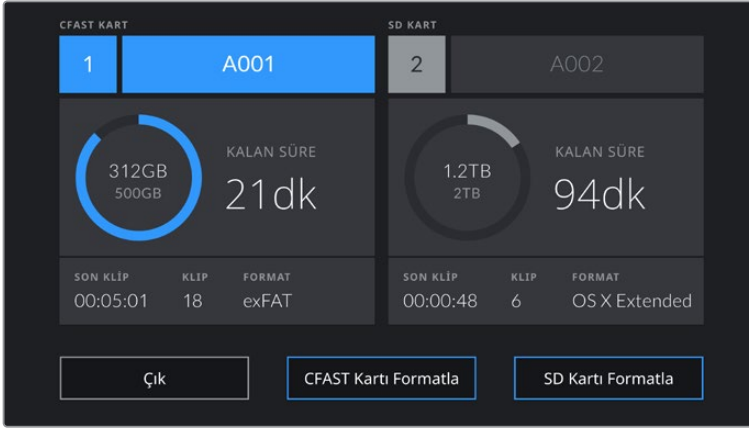 CFAST KART
1
A001
312GB
500GB
KALAN SÜRE
21dk
SON KLİP
KLIP
FORMAT
00:05:01
18
exFAT
SD KART
2
A002
1.2TB
2TB
KALAN SÜRE
94dk
SON KLİP
KLIP
FORMAT
00:00:48
6
OS X Extended
Çık
CFAST Kartı Formatla
SD Kartı Formatla